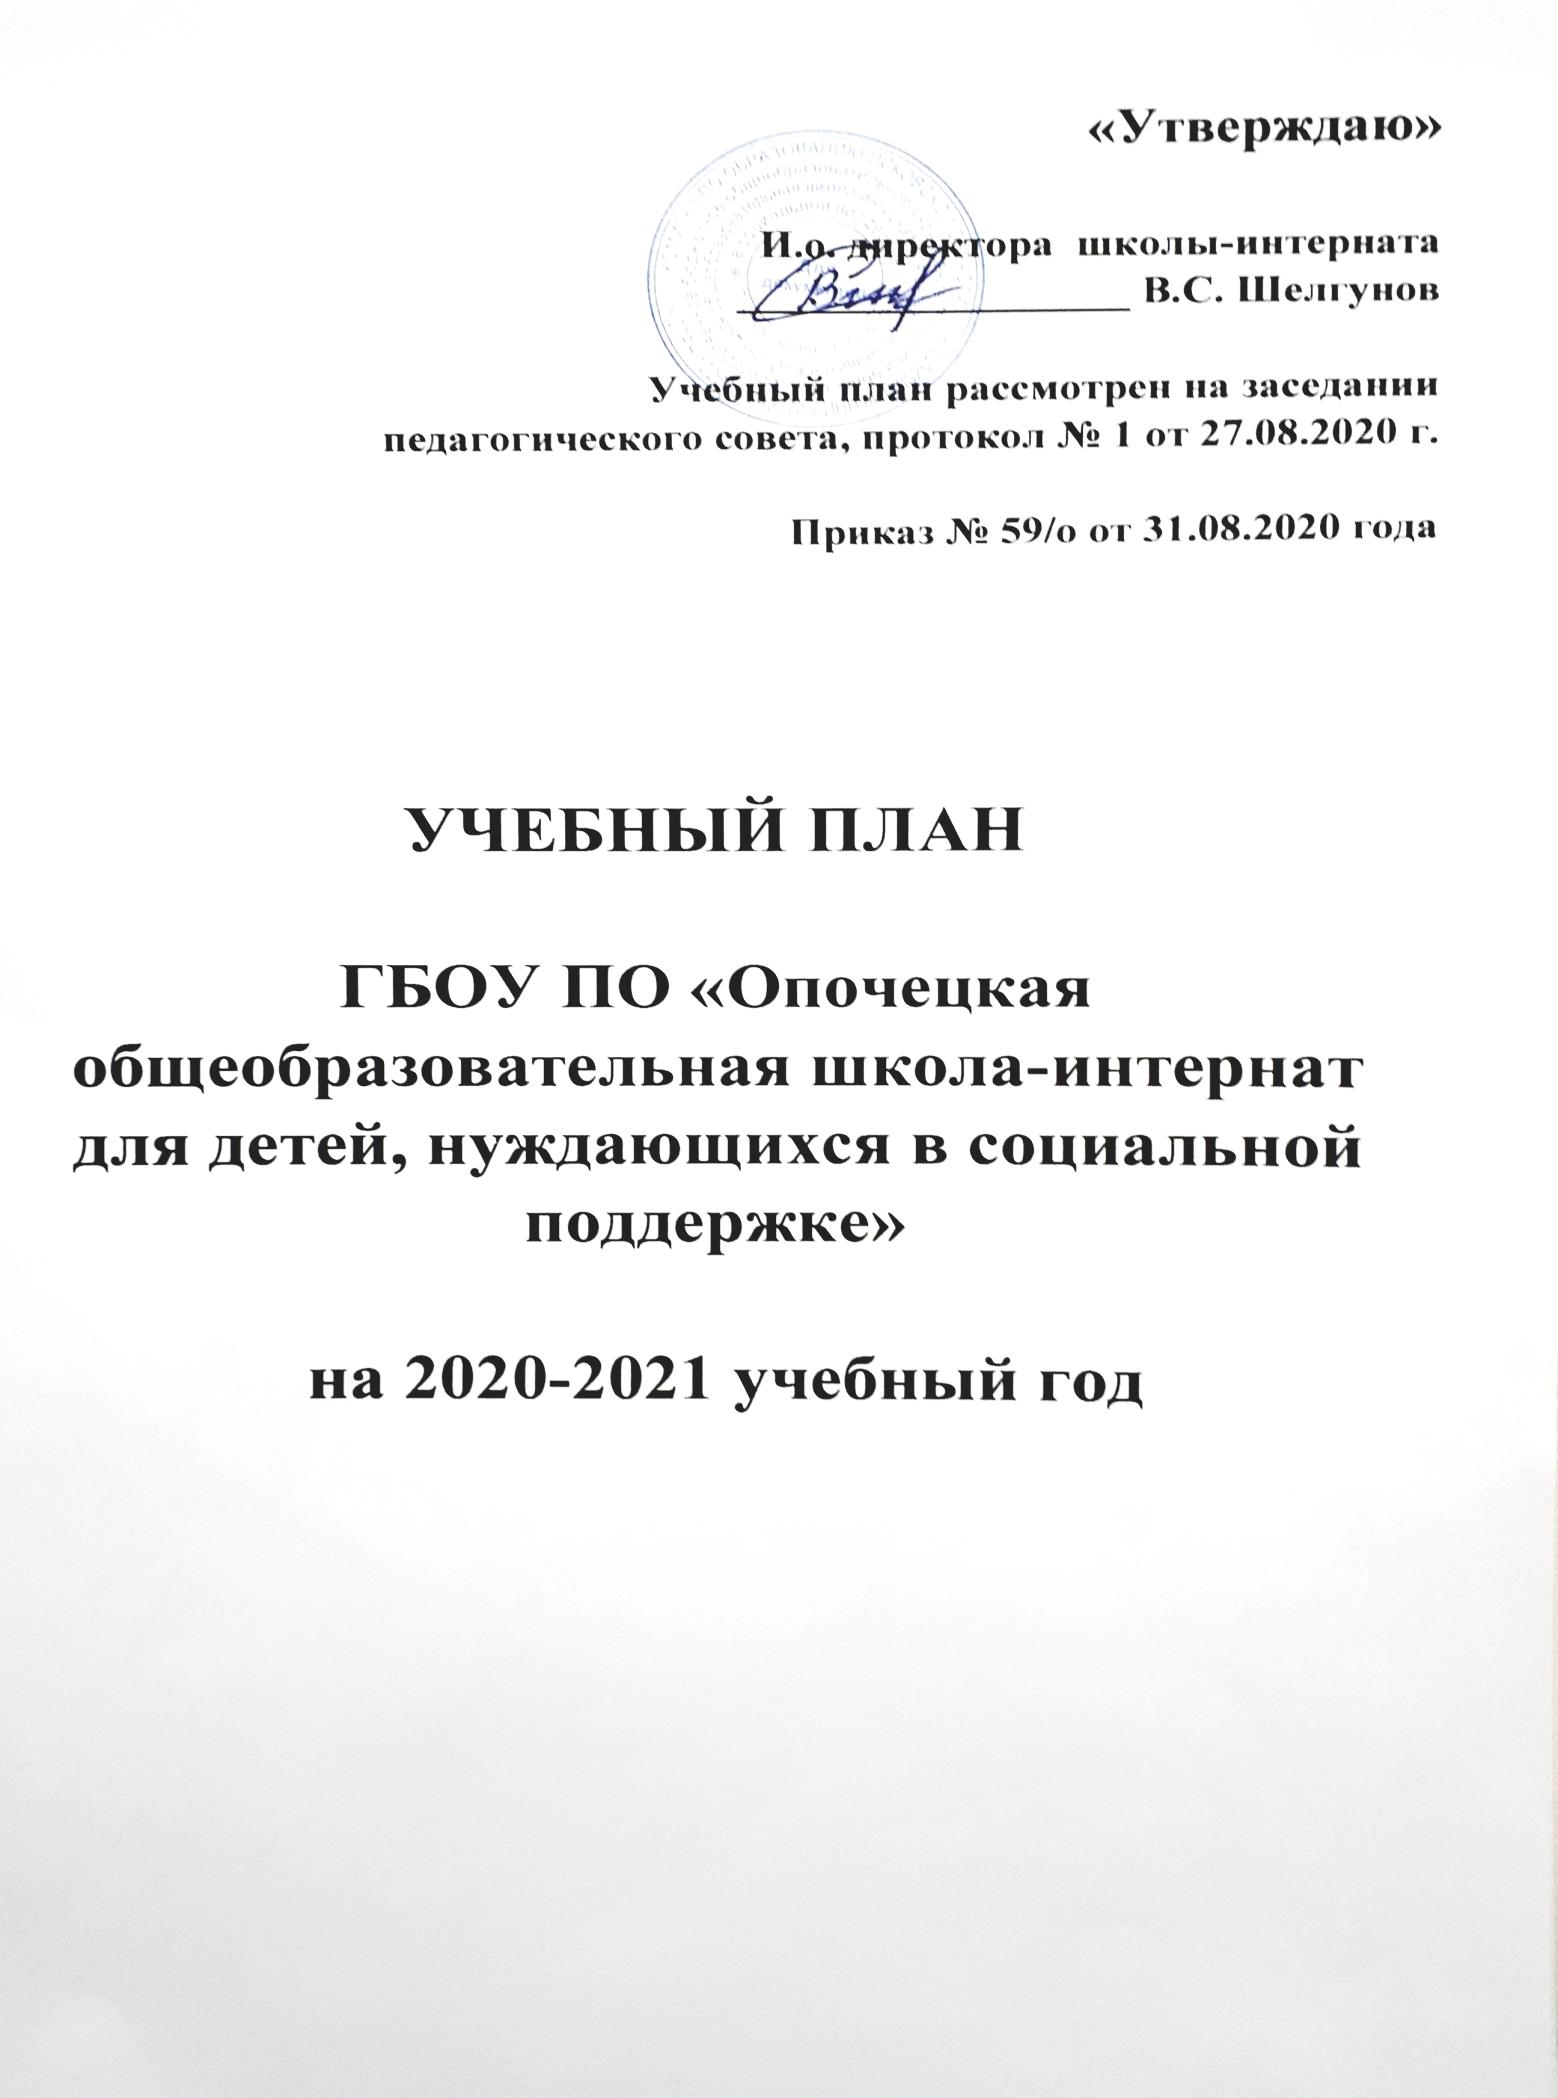 «Утверждаю»
И.о. директора школы-интерната
В.С. Шелгунов
Учебный план рассмотрен на заседании
педагогического совета, протокол № 1 от 27.08.2020 г.
Приказ № 59/о от 31.08.2020 года
УЧЕБНЫЙ ПЛАН
ГБОУ ПО «Опочецкая
общеобразовательная школа-интернат
для детей, нуждающихся в социальной
поддержке»
на 2020-2021 учебный год